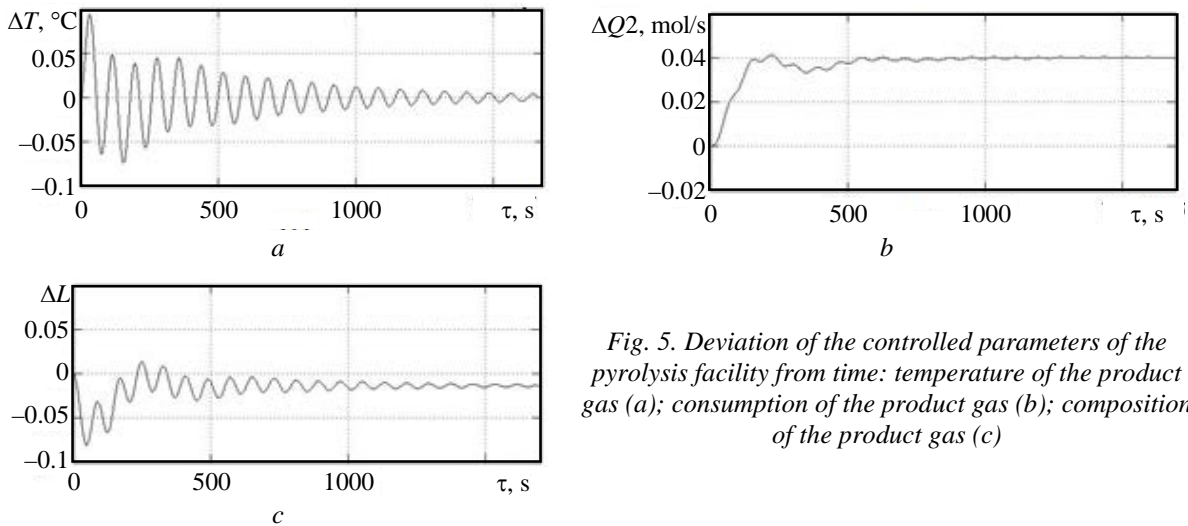 ΔT, °C
0.05
0
–0.05
–0.1
0
500
1000
τ, s
a
ΔQ2, mol/s
0.04
0.02
0
–0.02
0
500
1000
τ, s
b
ΔL
0.05
0
–0.05
–0.1
0
500
1000
τ, s
c
Fig. 5. Deviation of the controlled parameters of the
pyrolysis facility from time: temperature of the product
gas (a); consumption of the product gas (b); composition
of the product gas (c)